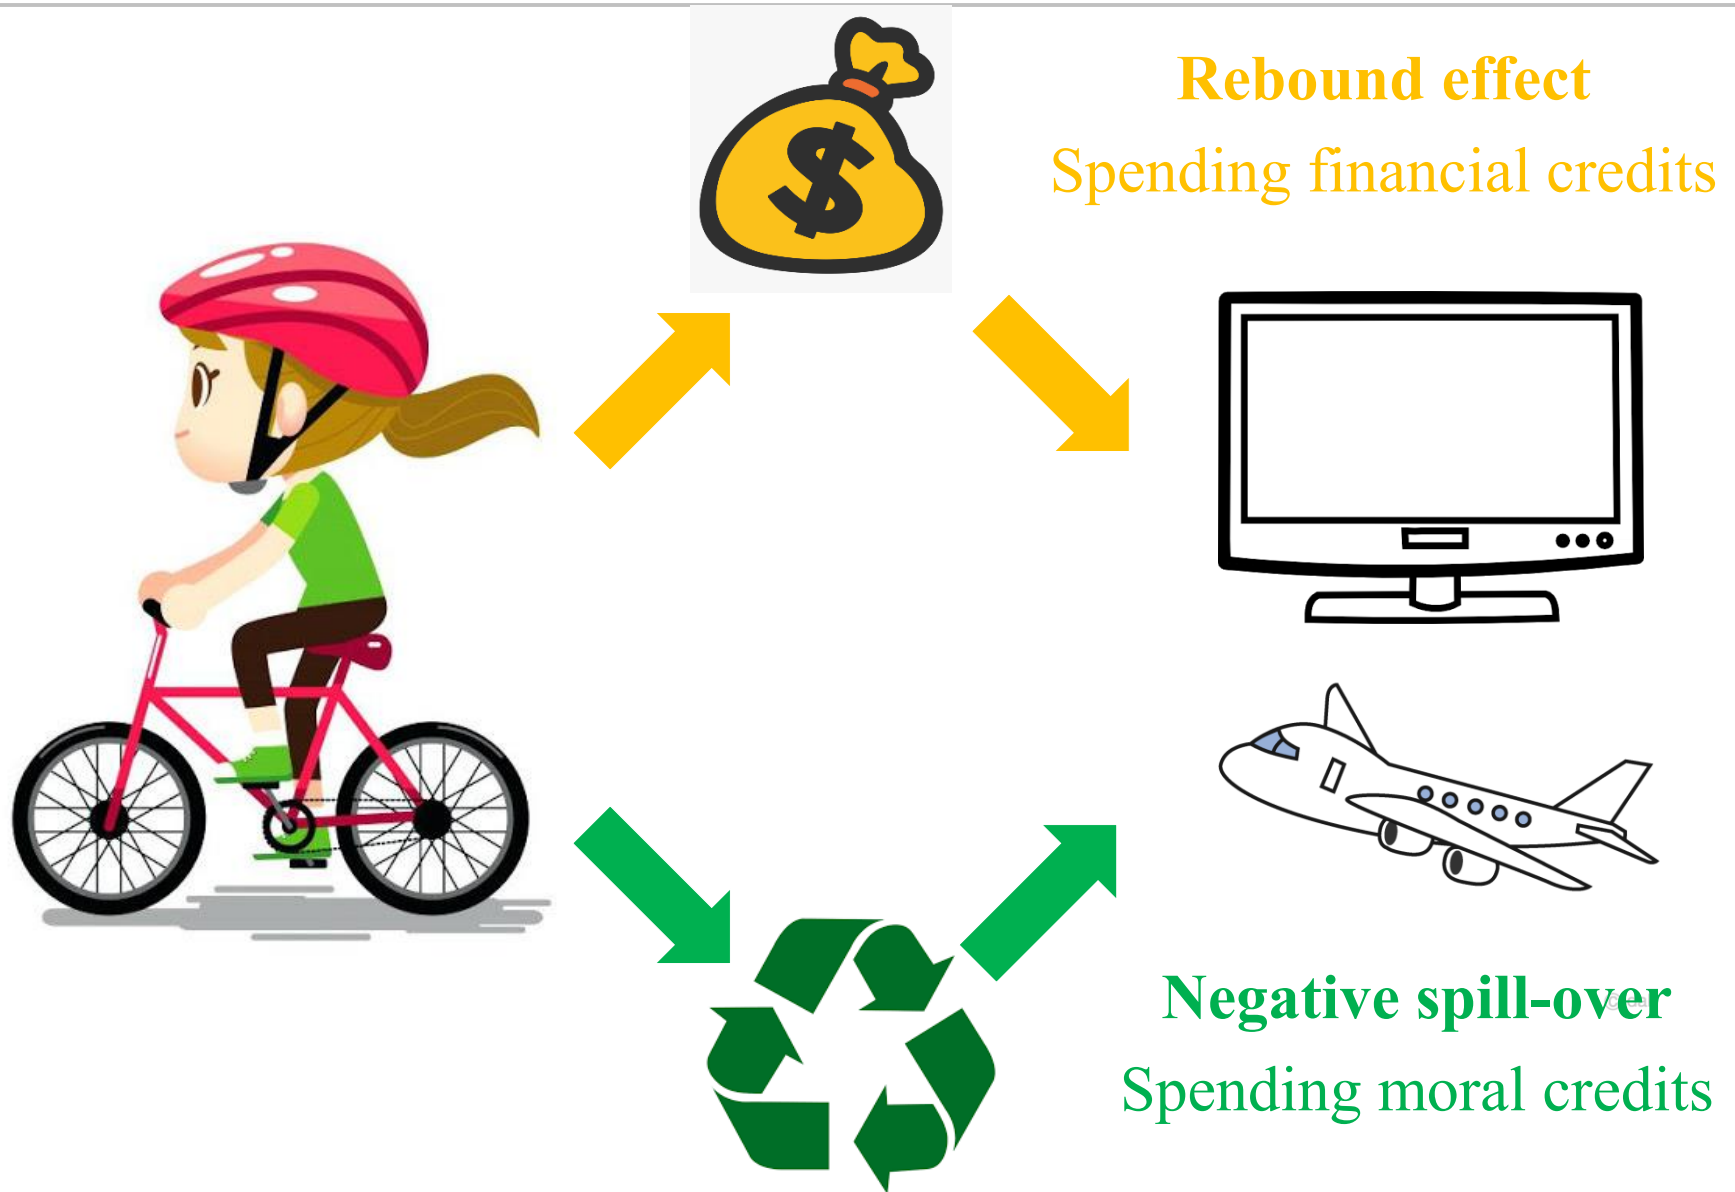 Rebound effect
Spending financial credits
$
Negative spill-over
Spending moral credits